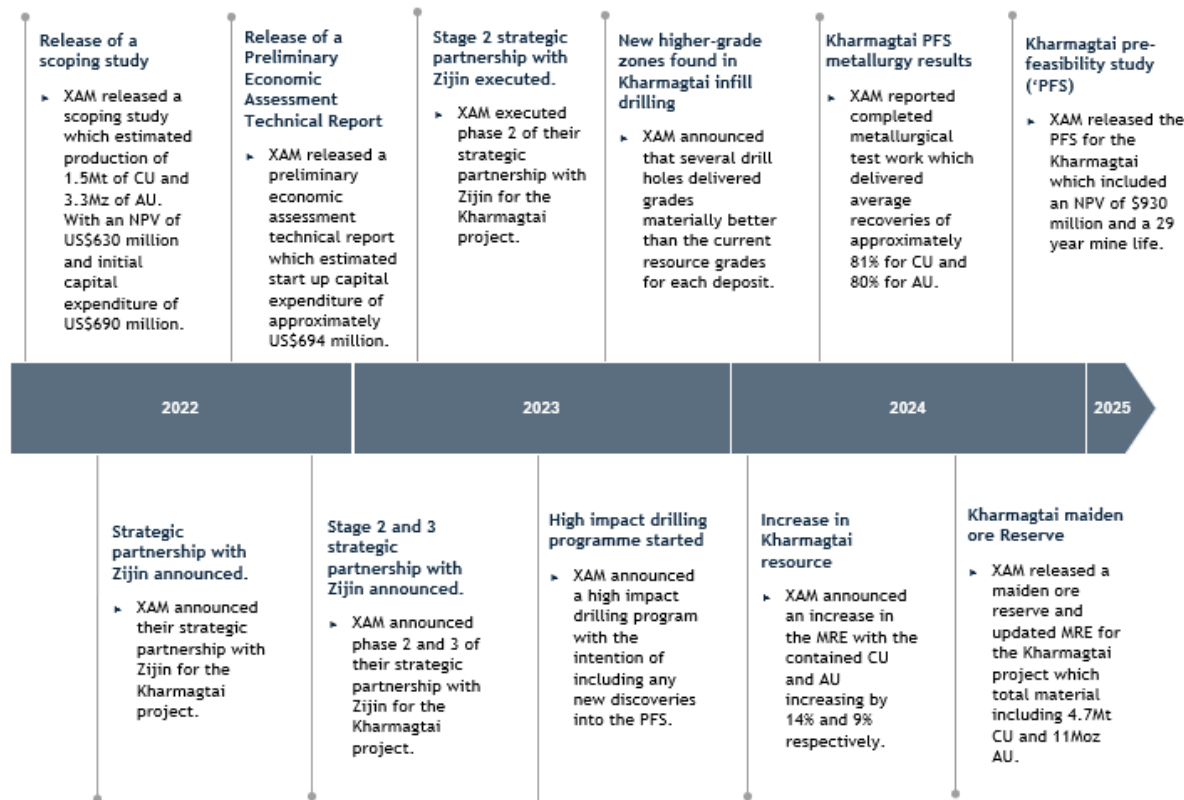 Release of a
scoping study
► XAM released a
scoping study
which estimated
production of
1.5Mt of CU and
3.3Mz of AU.
With an NPV of
US$630 million
and initial
capital
expenditure of
US$690 million.
Release of a
Preliminary
Economic
Assessment
Technical Report
► XAM released a
preliminary
economic
assessment
technical report
which estimated
start up capital
expenditure of
approximately
US$694 million.
Stage 2 strategic
partnership with
Zijin executed.
► XAM executed
phase 2 of their
strategic
partnership with
Zijin for the
Kharmagtai
project.
New higher-grade
zones found in
Kharmagtai infill
drilling
► XAM announced
that several drill
holes delivered
grades
materially better
than the current
resource grades
for each deposit.
Kharmagtai PFS
metallurgy results
► XAM reported
completed
metallurgical
test work which
delivered
average
recoveries of
approximately
81% for CU and
80% for AU.
Kharmagtai pre-
feasibility study
(‘PFS)
► XAM released the
PFS for the
Kharmagtai
which included
an NPV of $930
million and a 29
year mine life.
2022
2023
2024
2025
Strategic
partnership with
Zijin announced.
► XAM announced
their strategic
partnership with
Zijin for the
Kharmagtai
project.
Stage 2 and 3
strategic
partnership with
Zijin announced.
► XAM announced
phase 2 and 3 of
their strategic
partnership with
Zijin for the
Kharmagtai
project.
High impact drilling
programme started
► XAM announced
a high impact
drilling program
with the
intention of
including any
new discoveries
into the PFS.
Increase in
Kharmagtai
resource
► XAM announced
an increase in
the MRE with the
contained CU
and AU
increasing by
14% and 9%
respectively.
Kharmagtai maiden
ore Reserve
► XAM released a
maiden ore
reserve and
updated MRE for
the Kharmagtai
project which
total material
including 4.7Mt
CU and 11Moz
AU.